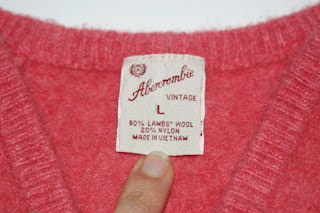 Abercrombie
VINTAGE
L
80% LAMBS' WOOL
20% NYLON
MADE IN VIETNAM